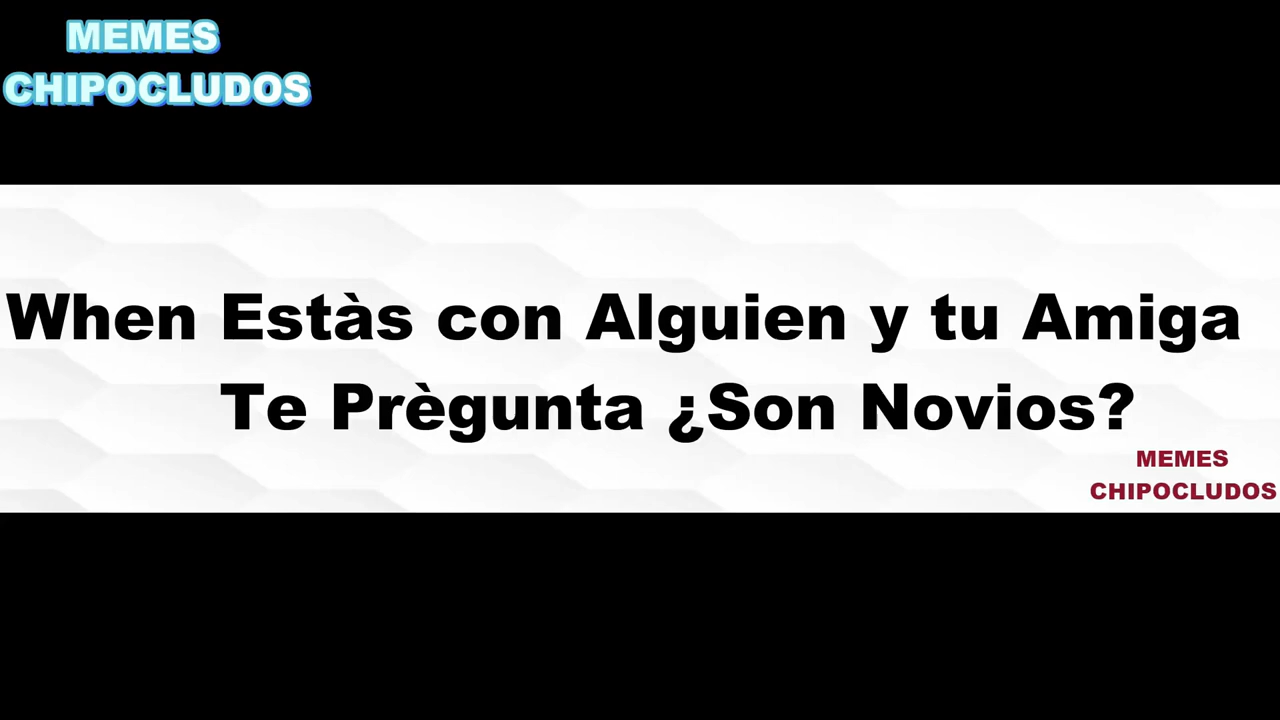 MEMES
CHIPOCLUDOS
When Estàs con Alguien y tu Amiga
Te Prègunta ¿Son Novios?
MEMES
CHIPOCLUDOS